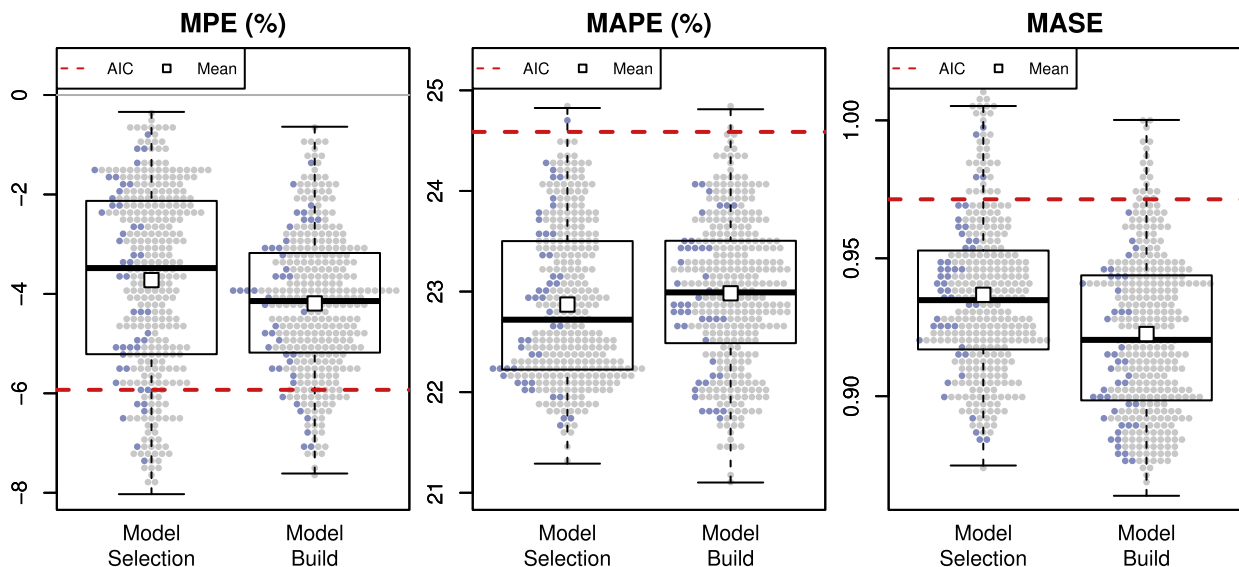 MPE (%)
AIC Mean
0
−2
−4
−6
−8
Model
Selection
Model
Build
MAPE (%)
AIC Mean
25
24
23
22
21
Model
Selection
Model
Build
MASE
AIC Mean
1.00
0.95
0.90
Model
Selection
Model
Build